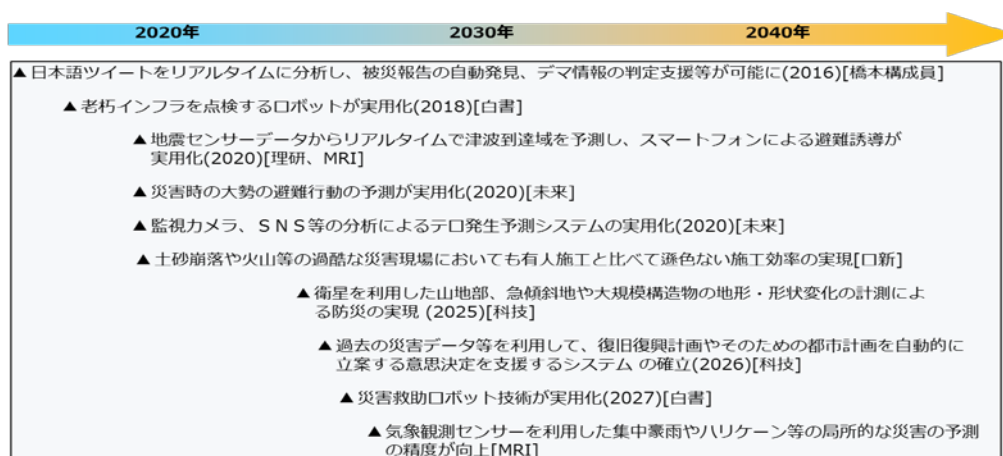 2020年 2030年 2040年
▲日本語ツイートをリアルタイムに分析し、被災報告の自動発見、デマ情報の判定支援等が可能に(2016)[橋本構成員]
▲老朽インフラを点検するロボットが実用化(2018)[白書]
▲地震センサーデータからリアルタイムで津波到達域を予測し、スマートフォンによる避難誘導が
実用化(2020)[理研、MRI]
▲災害時の大勢の避難行動の予測が実用化(2020)[未来]
▲監視カメラ、ＳＮＳ等の分析によるテロ発生予測システムの実用化(2020)[未来]
▲土砂崩落や火山等の過酷な災害現場においても有人施工と比べて遜色ない施工効率の実現[ロ新]
▲衛星を利用した山地部、急傾斜地や大規模構造物の地形・形状変化の計測によ
る防災の実現 (2025)[科技]
▲過去の災害データ等を利用して、復旧復興計画やそのための都市計画を自動的に
立案する意思決定を支援するシステム の確立(2026)[科技]
▲災害救助ロボット技術が実用化(2027)[白書]
▲気象観測センサーを利用した集中豪雨やハリケーン等の局所的な災害の予測
の精度が向上[MRI]